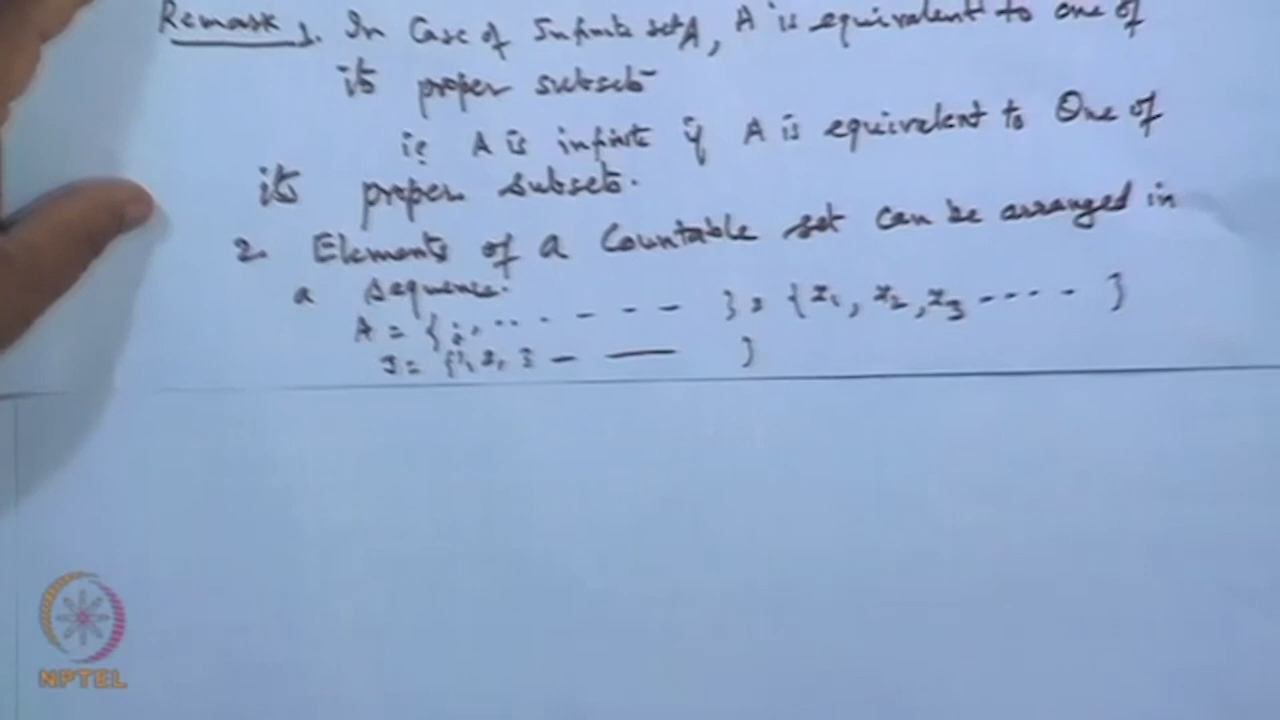 Remark 1. In Case of Infinite set A, A is equivalent to one of
its proper subsets
ie A is infinite if A is equivalent to One of
its proper subsets.
2. Elements of a Countable set can be arranged in
a sequence.
A = { : , . . . - - - - } = { x1, x2, x3 - - - - }
J = { 1, 2, 3 — — }
NPTEL